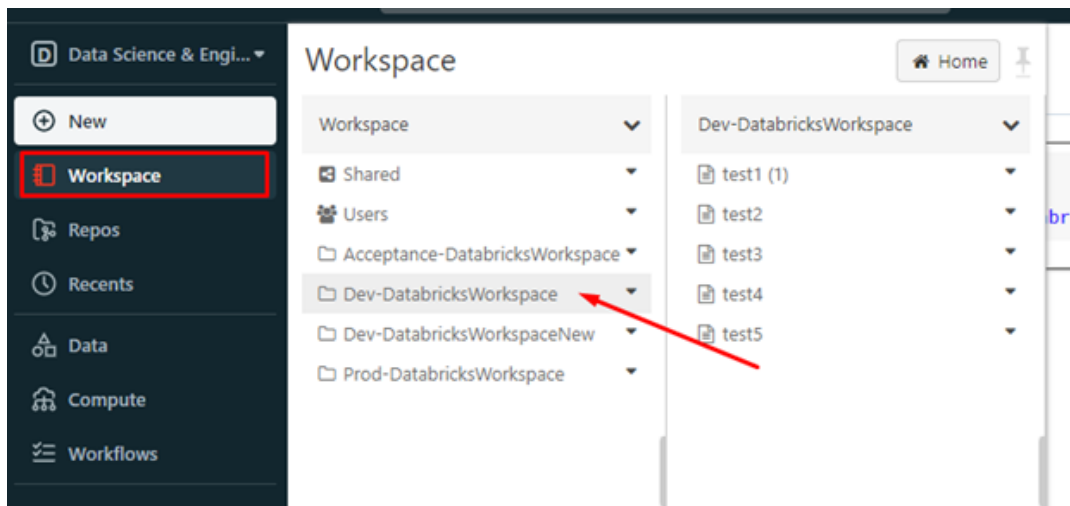 Data Science & Engi...
New
Workspace
Repos
Recents
Data
Compute
Workflows
Workspace
Home
Workspace
Shared
Users
Acceptance-DatabricksWorkspace
Dev-DatabricksWorkspace
Dev-DatabricksWorkspaceNew
Prod-DatabricksWorkspace
Dev-DatabricksWorkspace
test1 (1)
test2
test3
test4
test5
br